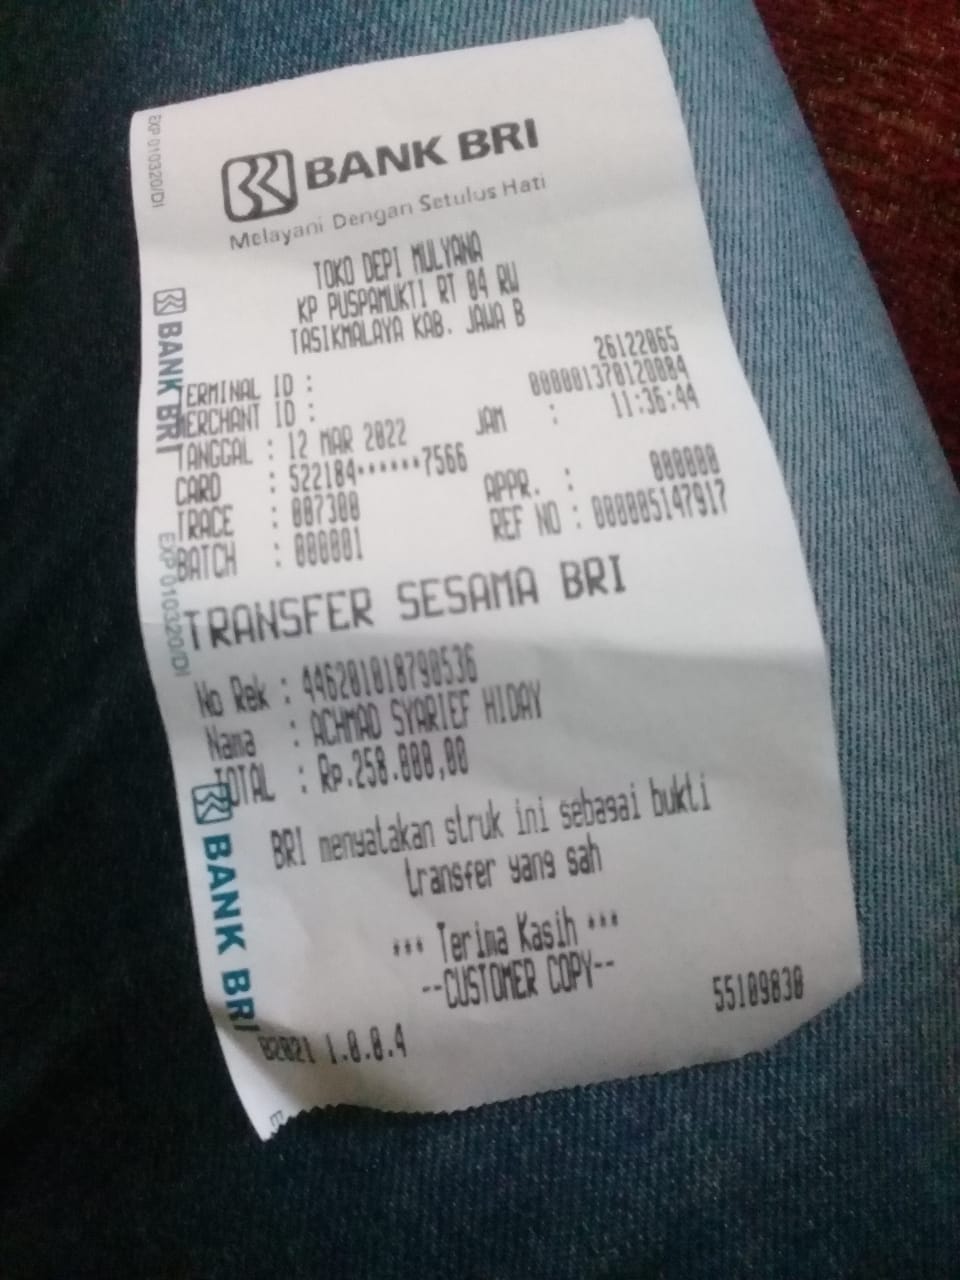 BANK BRI
Melayani Dengan Setulus Hati
TOKO DEPI MULYANA
KP PUSPAMUKTI RT 04 RW
TASIKMALAYA KAB. JAWA B
TERMINAL ID : 26122065
MERCHANT ID : 000001370120084
TANGGAL : 12 MAR 2022 JAM : 11:36:44
CARD : 522184******7566
TRACE : 007300 APPR. : 000000
BATCH : 000001 REF NO : 000005147917
TRANSFER SESAMA BRI
No Rek : 446201018790536
Nama : ACHMAD SYARIEF HIDAY
TOTAL : Rp.258.000,00
BRI menyatakan struk ini sebagai bukti
transfer yang sah
*** Terima Kasih ***
--CUSTOMER COPY--
55109830
B2021 1.0.0.4
EXP 010320/DI
BANK BRI
EXP 010320/DI
BANK BRI